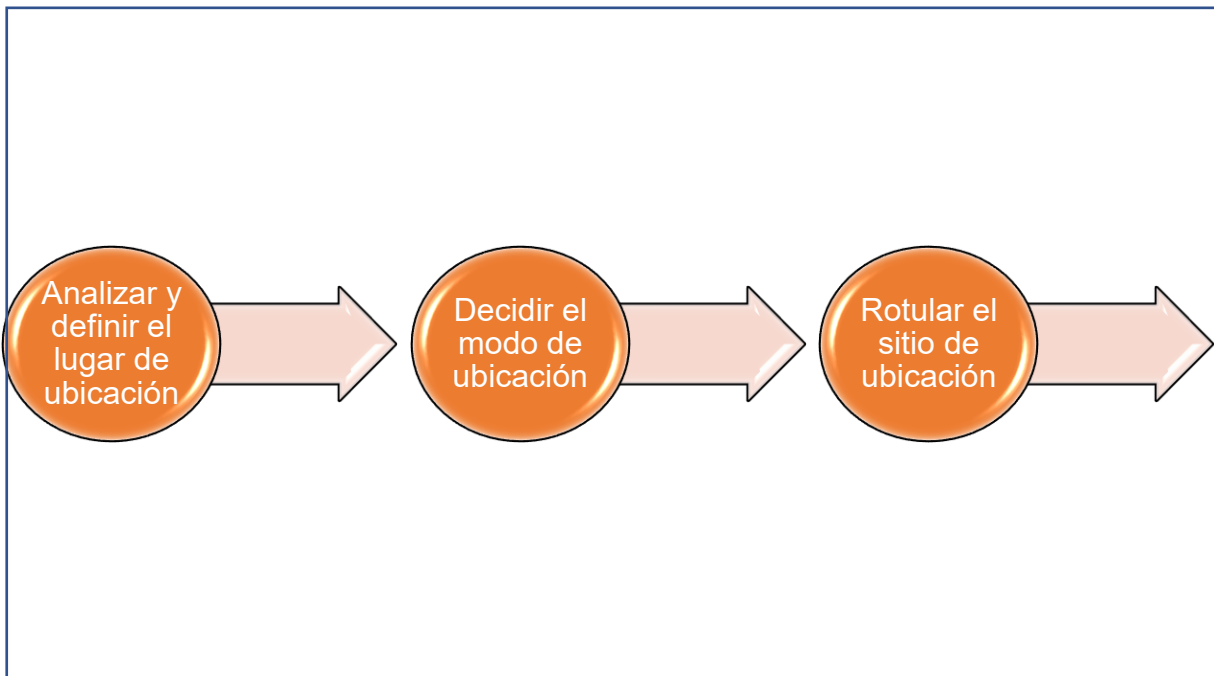 Analizar y
definir el
lugar de
ubicación
Decidir el
modo de
ubicación
Rotular el
sitio de
ubicación